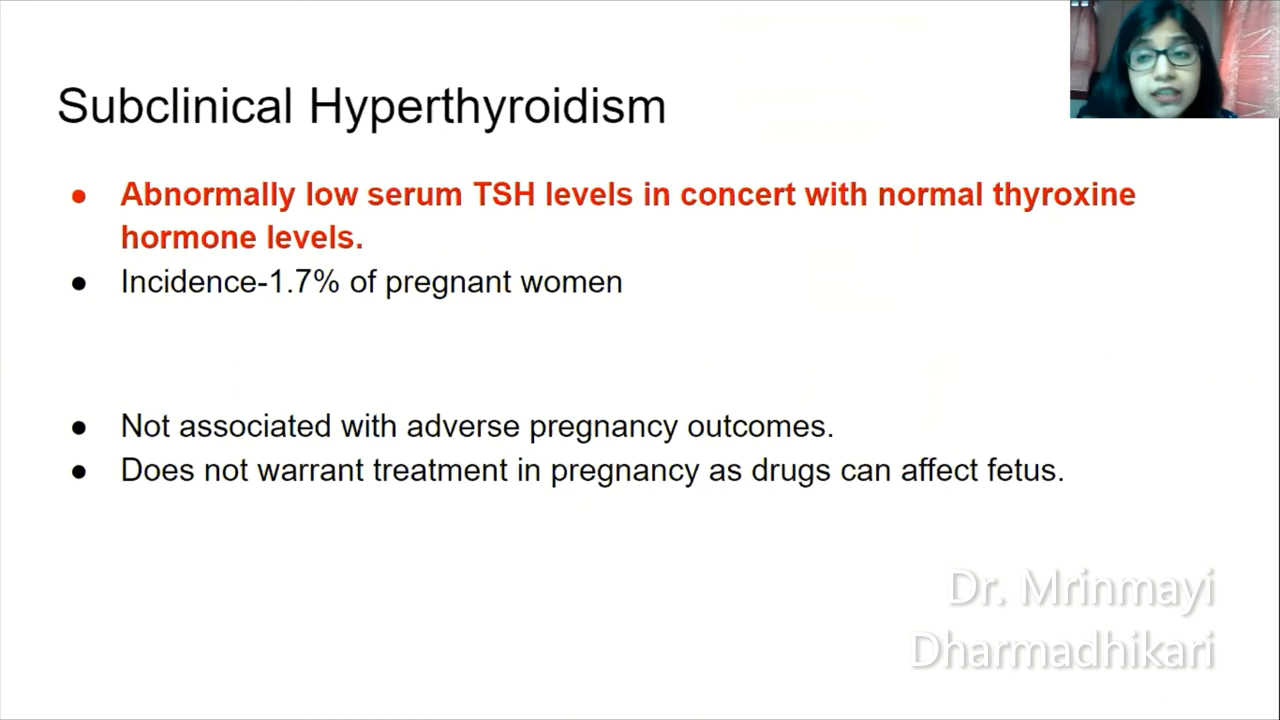 Subclinical Hyperthyroidism
● Abnormally low serum TSH levels in concert with normal thyroxine
hormone levels.
● Incidence-1.7% of pregnant women
● Not associated with adverse pregnancy outcomes.
● Does not warrant treatment in pregnancy as drugs can affect fetus.
Dr. Mrinmayi
Dharmadhikari